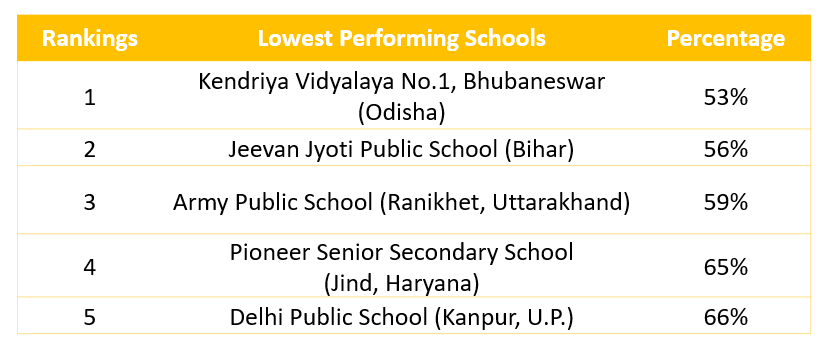 Rankings Lowest Performing Schools Percentage
1 Kendriya Vidyalaya No.1, Bhubaneswar
(Odisha) 53%
2 Jeevan Jyoti Public School (Bihar) 56%
3 Army Public School (Ranikhet, Uttarakhand) 59%
4 Pioneer Senior Secondary School
(Jind, Haryana) 65%
5 Delhi Public School (Kanpur, U.P.) 66%